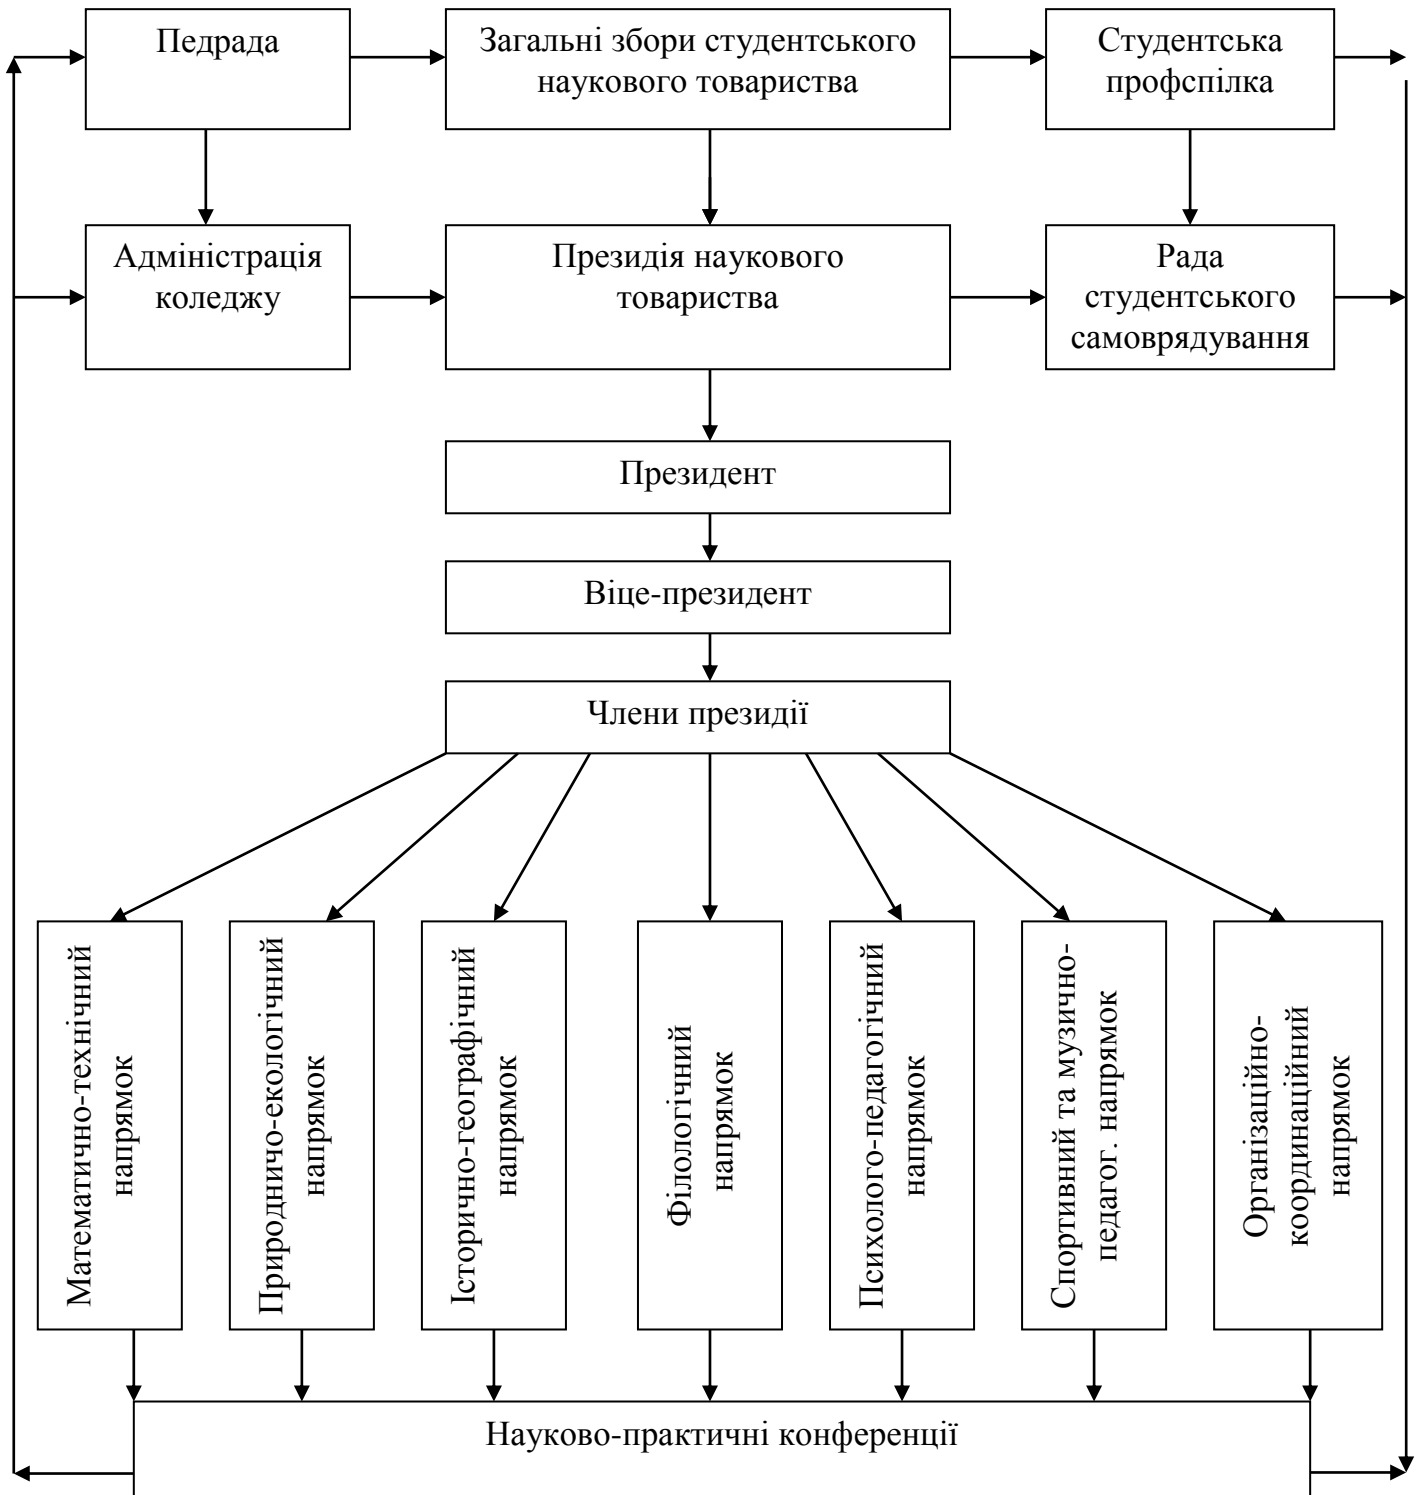 Педрада
Загальні збори студентського
наукового товариства
Студентська
профспілка
Адміністрація
коледжу
Президія наукового
товариства
Рада
студентського
самоврядування
Президент
Віце-президент
Члени президії
Математично-технічний
напрямок
Природничо-екологічний
напрямок
Історично-географічний
напрямок
Філологічний
напрямок
Психолого-педагогічний
напрямок
Спортивний та музично-
педагог. напрямок
Організаційно-
координаційний
напрямок
Науково-практичні конференції